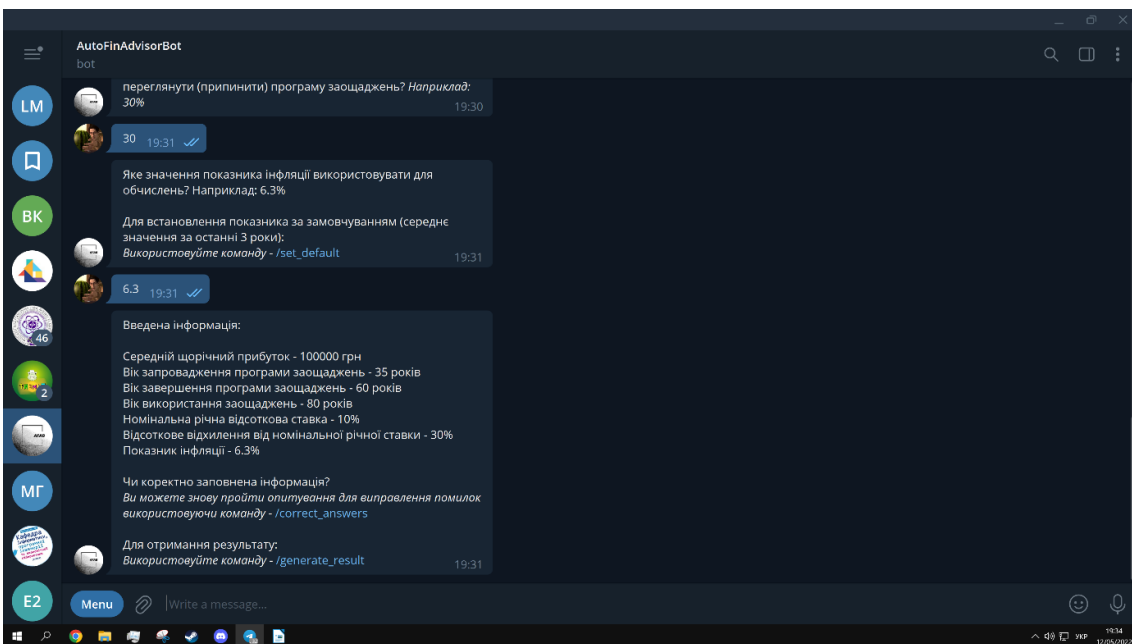 AutoFinAdvisorBot
bot
переглянути (припинити) програму заощаджень? Наприклад:
30%
19:30
30 19:31
Яке значення показника інфляції використовувати для
обчислень? Наприклад: 6.3%
Для встановлення показника за замовчуванням (середнє
значення за останні 3 роки):
Використовуйте команду - /set_default
19:31
6.3 19:31
Введена інформація:
Середній щорічний прибуток - 100000 грн
Вік запровадження програми заощаджень - 35 років
Вік завершення програми заощаджень - 60 років
Вік використання заощаджень - 80 років
Номінальна річна відсоткова ставка - 10%
Відсоткове відхилення від номінальної річної ставки - 30%
Показник інфляції - 6.3%
Чи коректно заповнена інформація?
Ви можете знову пройти опитування для виправлення помилок
використовуючи команду - /correct_answers
Для отримання результату:
Використовуйте команду - /generate_result
19:31
LM
ВК
46
2
МГ
E2
Menu
Write a message...
УКР
19:34
12/05/2022